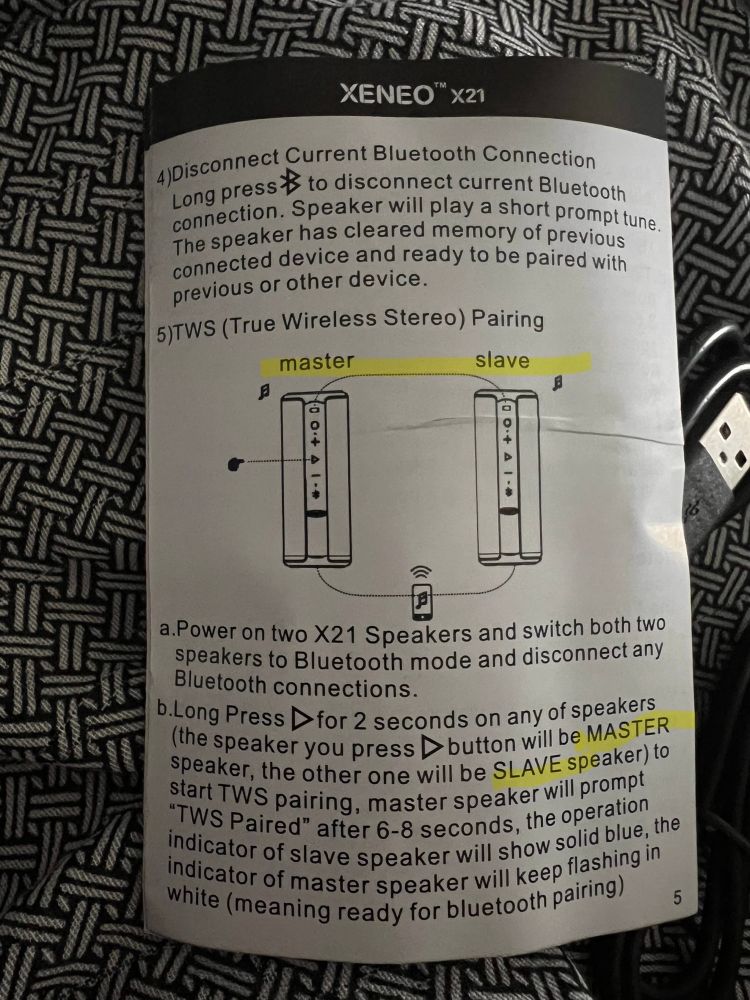 XENEO™ X21
4)Disconnect Current Bluetooth Connection
Long press to disconnect current Bluetooth
connection. Speaker will play a short prompt tune.
The speaker has cleared memory of previous
connected device and ready to be paired with
previous or other device.
5)TWS (True Wireless Stereo) Pairing
master slave
a.Power on two X21 Speakers and switch both two
speakers to Bluetooth mode and disconnect any
Bluetooth connections.
b.Long Press ▷ for 2 seconds on any of speakers
(the speaker you press ▷ button will be MASTER
speaker, the other one will be SLAVE speaker) to
start TWS pairing, master speaker will prompt
“TWS Paired” after 6-8 seconds, the operation
indicator of slave speaker will show solid blue, the
indicator of master speaker will keep flashing in
white (meaning ready for bluetooth pairing)
5